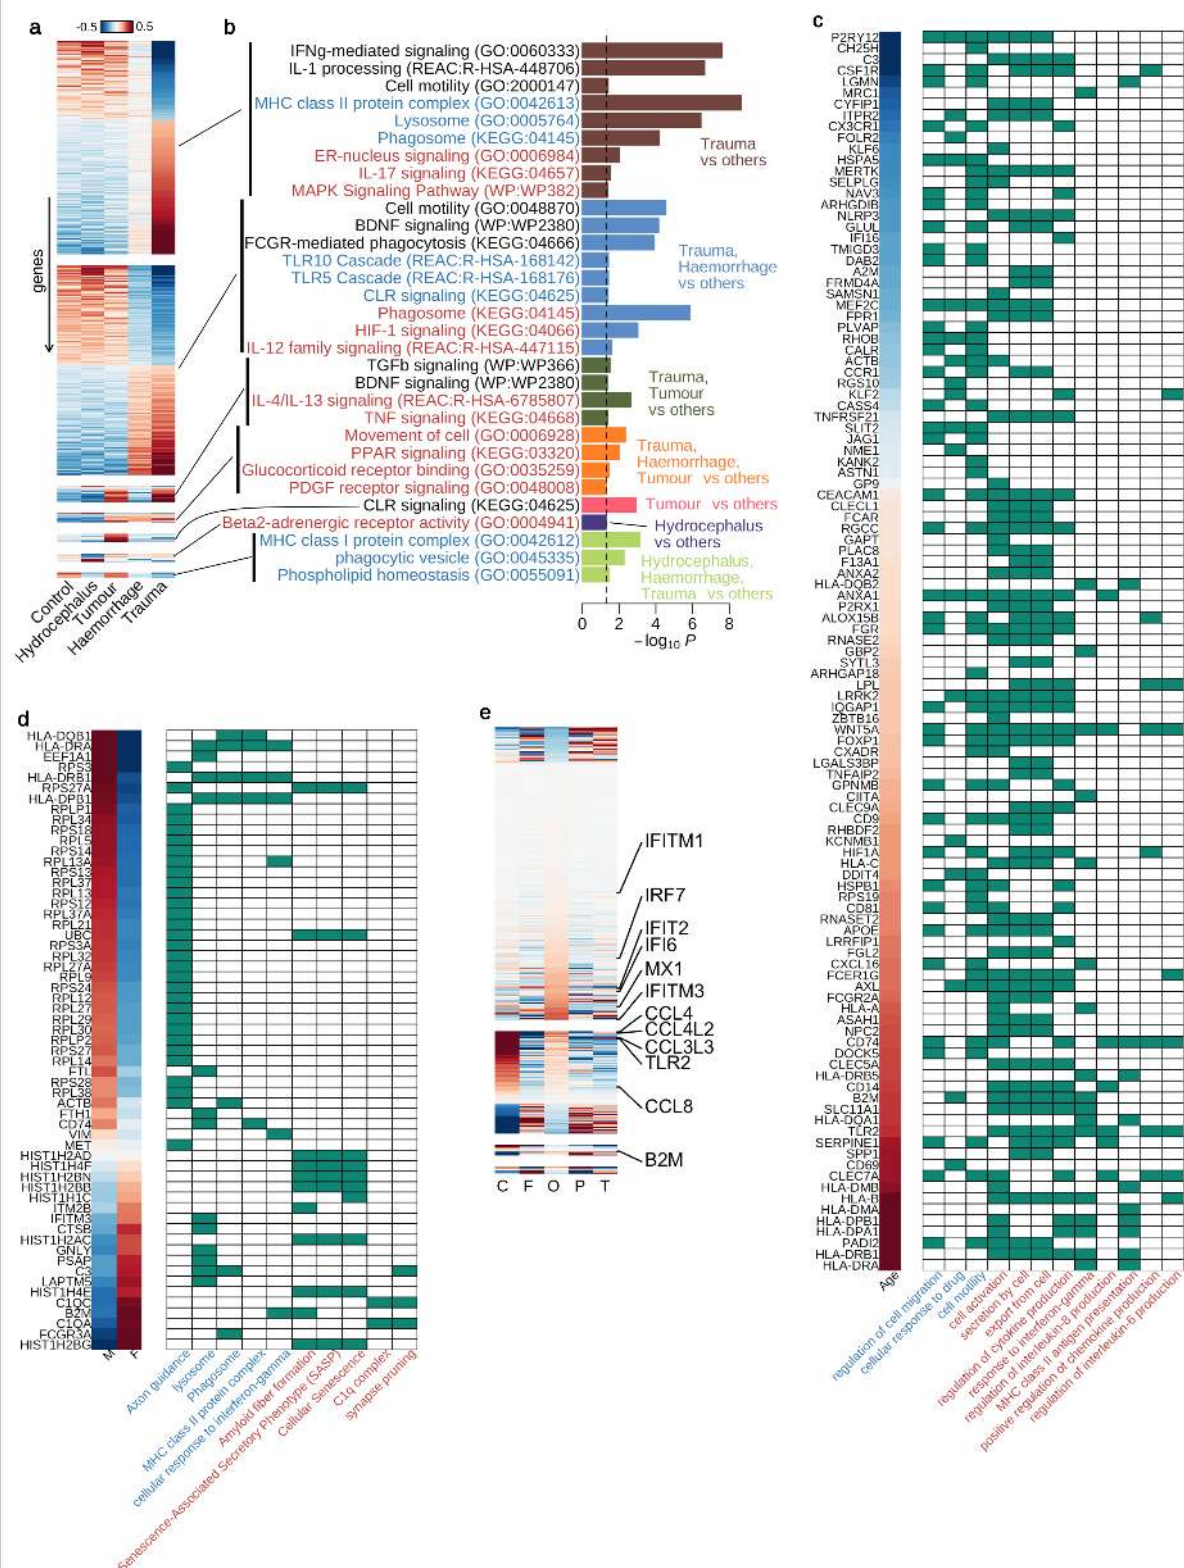 a
-0.5
0.5
b
c
IFNg-mediated signaling (GO:0060333)
IL-1 processing (REAC:R-HSA-448706)
Cell motility (GO:2000147)
MHC class II protein complex (GO:0042613)
Lysosome (GO:0005764)
Phagosome (KEGG:04145)
ER-nucleus signaling (GO:0006984)
IL-17 signaling (KEGG:04657)
MAPK Signaling Pathway (WP:WP382)
Cell motility (GO:0048870)
BDNF signaling (WP:WP2380)
FCGR-mediated phagocytosis (KEGG:04666)
TLR10 Cascade (REAC:R-HSA-168142)
TLR5 Cascade (REAC:R-HSA-168176)
CLR signaling (KEGG:04625)
Phagosome (KEGG:04145)
HIF-1 signaling (KEGG:04066)
IL-12 family signaling (REAC:R-HSA-447115)
TGFb signaling (WP:WP366)
BDNF signaling (WP:WP2380)
IL-4/IL-13 signaling (REAC:R-HSA-6785807)
TNF signaling (KEGG:04668)
Movement of cell (GO:0006928)
PPAR signaling (KEGG:03320)
Glucocorticoid receptor binding (GO:0035259)
PDGF receptor signaling (GO:0048008)
CLR signaling (KEGG:04625)
Beta2-adrenergic receptor activity (GO:0004941)
MHC class I protein complex (GO:0042612)
phagocytic vesicle (GO:0045335)
Phospholipid homeostasis (GO:0055091)
Trauma
vs others
Trauma,
Haemorrhage
vs others
Trauma,
Tumour
vs others
Trauma,
Haemorrhage,
Tumour vs others
Tumour vs others
Hydrocephalus
vs others
Hydrocephalus,
Haemorrhage,
Trauma vs others
0 2 4 6 8
−log10 P
genes
Control
Hydrocephalus
Tumour
Haemorrhage
Trauma
P2RY12
CH25H
C3
CSF1R
LGMN
MRC1
CYFIP1
ITPR2
CX3CR1
FOLR2
KLF6
HSPA5
MERTK
SELPLG
NAV3
ARHGDIB
NLRP3
GLUL
IFI16
TMIGD3
DAB2
A2M
FRMD4A
SAMSN1
MEF2C
FPR1
PLVAP
RHOB
CALR
ACTB
CCR1
RGS10
KLF2
CASS4
TNFRSF21
SLIT2
JAG1
NME1
KANK2
ASTN1
GP9
CEACAM1
CLECL1
FCAR
RGCC
GAPT
PLAC8
F13A1
ANXA2
HLA-DQB2
ANXA1
P2RX1
ALOX15B
FGR
RNASE2
GBP2
SYTL3
ARHGAP18
LPL
LRRK2
IQGAP1
ZBTB16
WNT5A
FOXP1
CXADR
LGALS3BP
TNFAIP2
GPNMB
CIITA
CLEC9A
CD9
RHBDF2
KCNMB1
HIF1A
HLA-C
DDIT4
HSPB1
RPS19
CD81
RNASET2
APOE
LRRFIP1
FGL2
CXCL16
FCER1G
AXL
FCGR2A
HLA-A
ASAH1
NPC2
CD74
DOCK5
CLEC5A
HLA-DRB5
CD14
B2M
SLC11A1
HLA-DQA1
TLR2
SERPINE1
SPP1
CD69
CLEC7A
HLA-DMB
HLA-B
HLA-DMA
HLA-DPB1
HLA-DPA1
PADI2
HLA-DRB1
HLA-DRA
Age
regulation of cell migration
cellular response to drug
cell motility
cell activation
secretion by cell
export from cell
regulation of cytokine production
response to interferon-gamma
regulation of interleukin-8 production
MHC class II antigen presentation
positive regulation of chemokine production
regulation of interleukin-6 production
d
HLA-DQB1
HLA-DRA
EEF1A1
RPS3
HLA-DRB1
RPS27A
HLA-DPB1
RPLP1
RPL34
RPS18
RPL5
RPS14
RPL13A
RPS13
RPL37
RPL13
RPS12
RPL37A
RPL21
UBC
RPS3A
RPL32
RPL27A
RPL9
RPS24
RPL12
RPL27
RPL29
RPL30
RPLP2
RPS27
RPL14
FTL
RPS28
RPL38
ACTB
FTH1
CD74
VIM
MET
HIST1H2AD
HIST1H4F
HIST1H2BN
HIST1H2BB
HIST1H1C
ITM2B
IFITM3
CTSB
HIST1H2AC
GNLY
PSAP
C3
LAPTM5
HIST1H4E
C1QC
B2M
C1QA
FCGR3A
HIST1H2BG
M
F
Axon guidance
lysosome
Phagosome
MHC class II protein complex
cellular response to interferon-gamma
Amyloid fiber formation
Senescence-Associated Secretory Phenotype (SASP)
Cellular Senescence
C1q complex
synapse pruning
e
IFITM1
IRF7
IFIT2
IFI6
MX1
IFITM3
CCL4
CCL4L2
CCL3L3
TLR2
CCL8
B2M
C F O P T